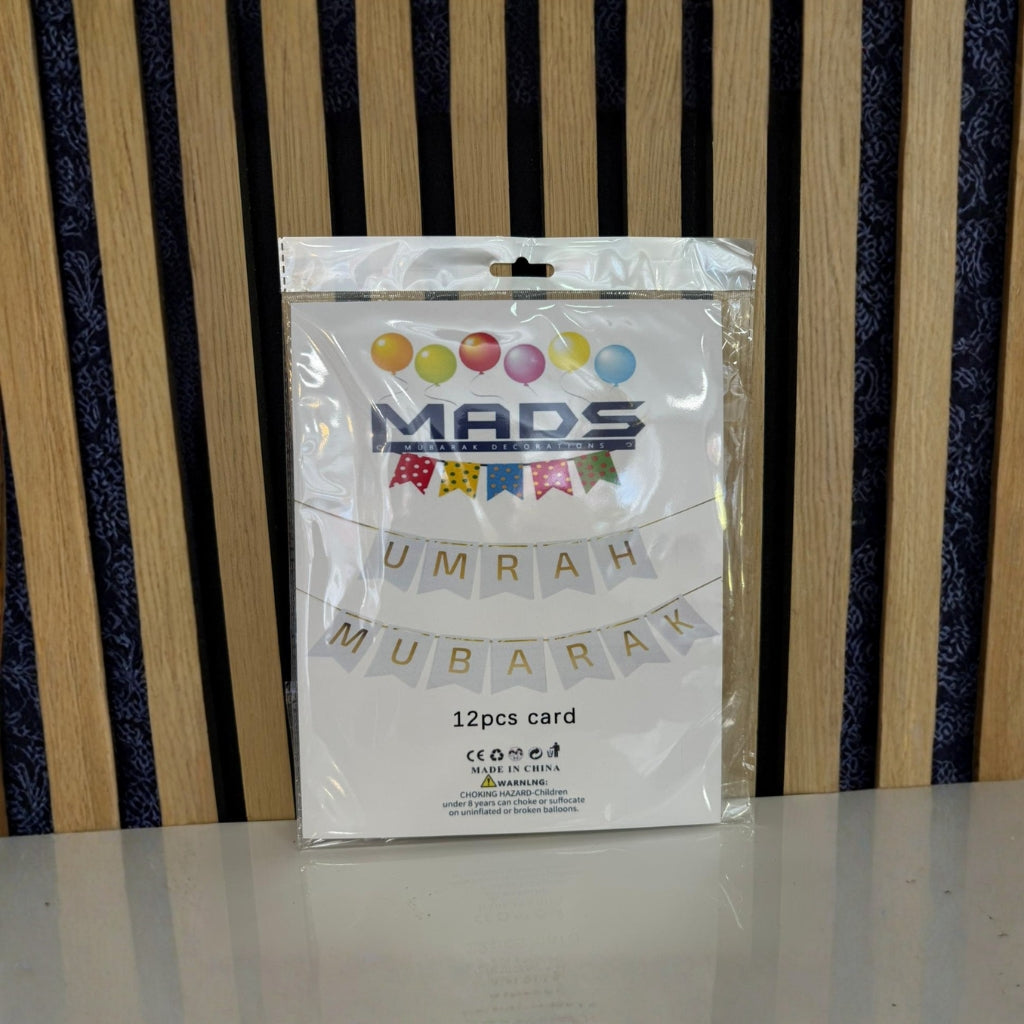 MADS
MUBARAK DECORATIONS
UMRAH
MUBARAK
12pcs card
CE
MADE IN CHINA
WARNLNG:
CHOKING HAZARD-Children
under 8 years can choke or suffocate
on uninflated or broken balloons.